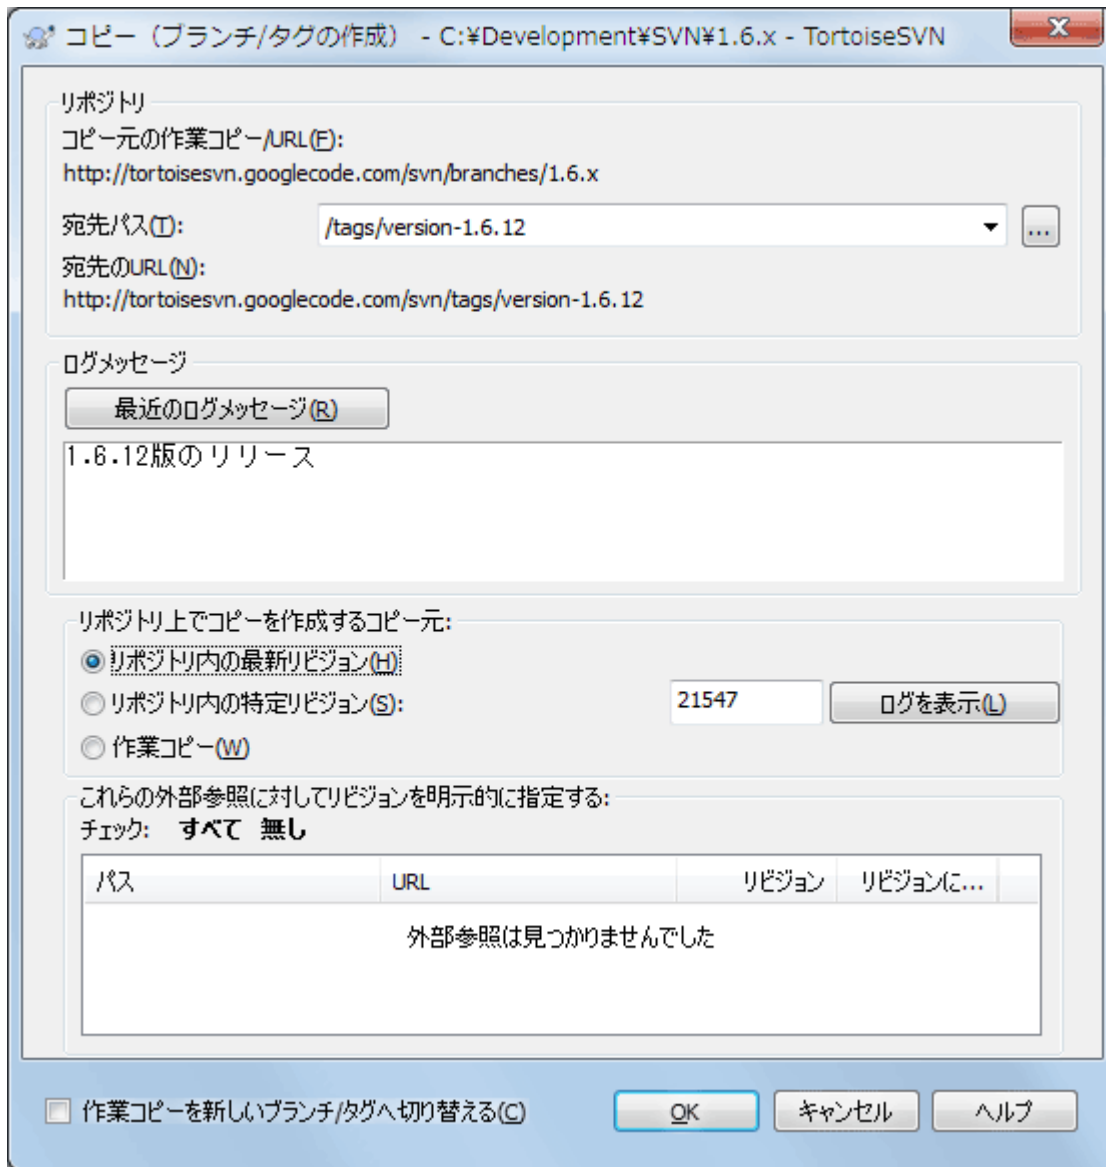 コピー（ブランチ/タグの作成） - C:¥Development¥SVN¥1.6.x - TortoiseSVN
リポジトリ
コピー元の作業コピー/URL(F):
http://tortoisesvn.googlecode.com/svn/branches/1.6.x
宛先パス(T): /tags/version-1.6.12 ...
宛先のURL(N):
http://tortoisesvn.googlecode.com/svn/tags/version-1.6.12
ログメッセージ
最近のログメッセージ(R)
1.6.12版のリリース
リポジトリ上でコピーを作成するコピー元:
リポジトリ内の最新リビジョン(H)
リポジトリ内の特定リビジョン(S): 21547 ログを表示(L)
作業コピー(W)
これらの外部参照に対してリビジョンを明示的に指定する:
チェック: すべて 無し
パス URL リビジョン リビジョンに...
外部参照は見つかりませんでした
作業コピーを新しいブランチ/タグへ切り替える(C) OK キャンセル ヘルプ